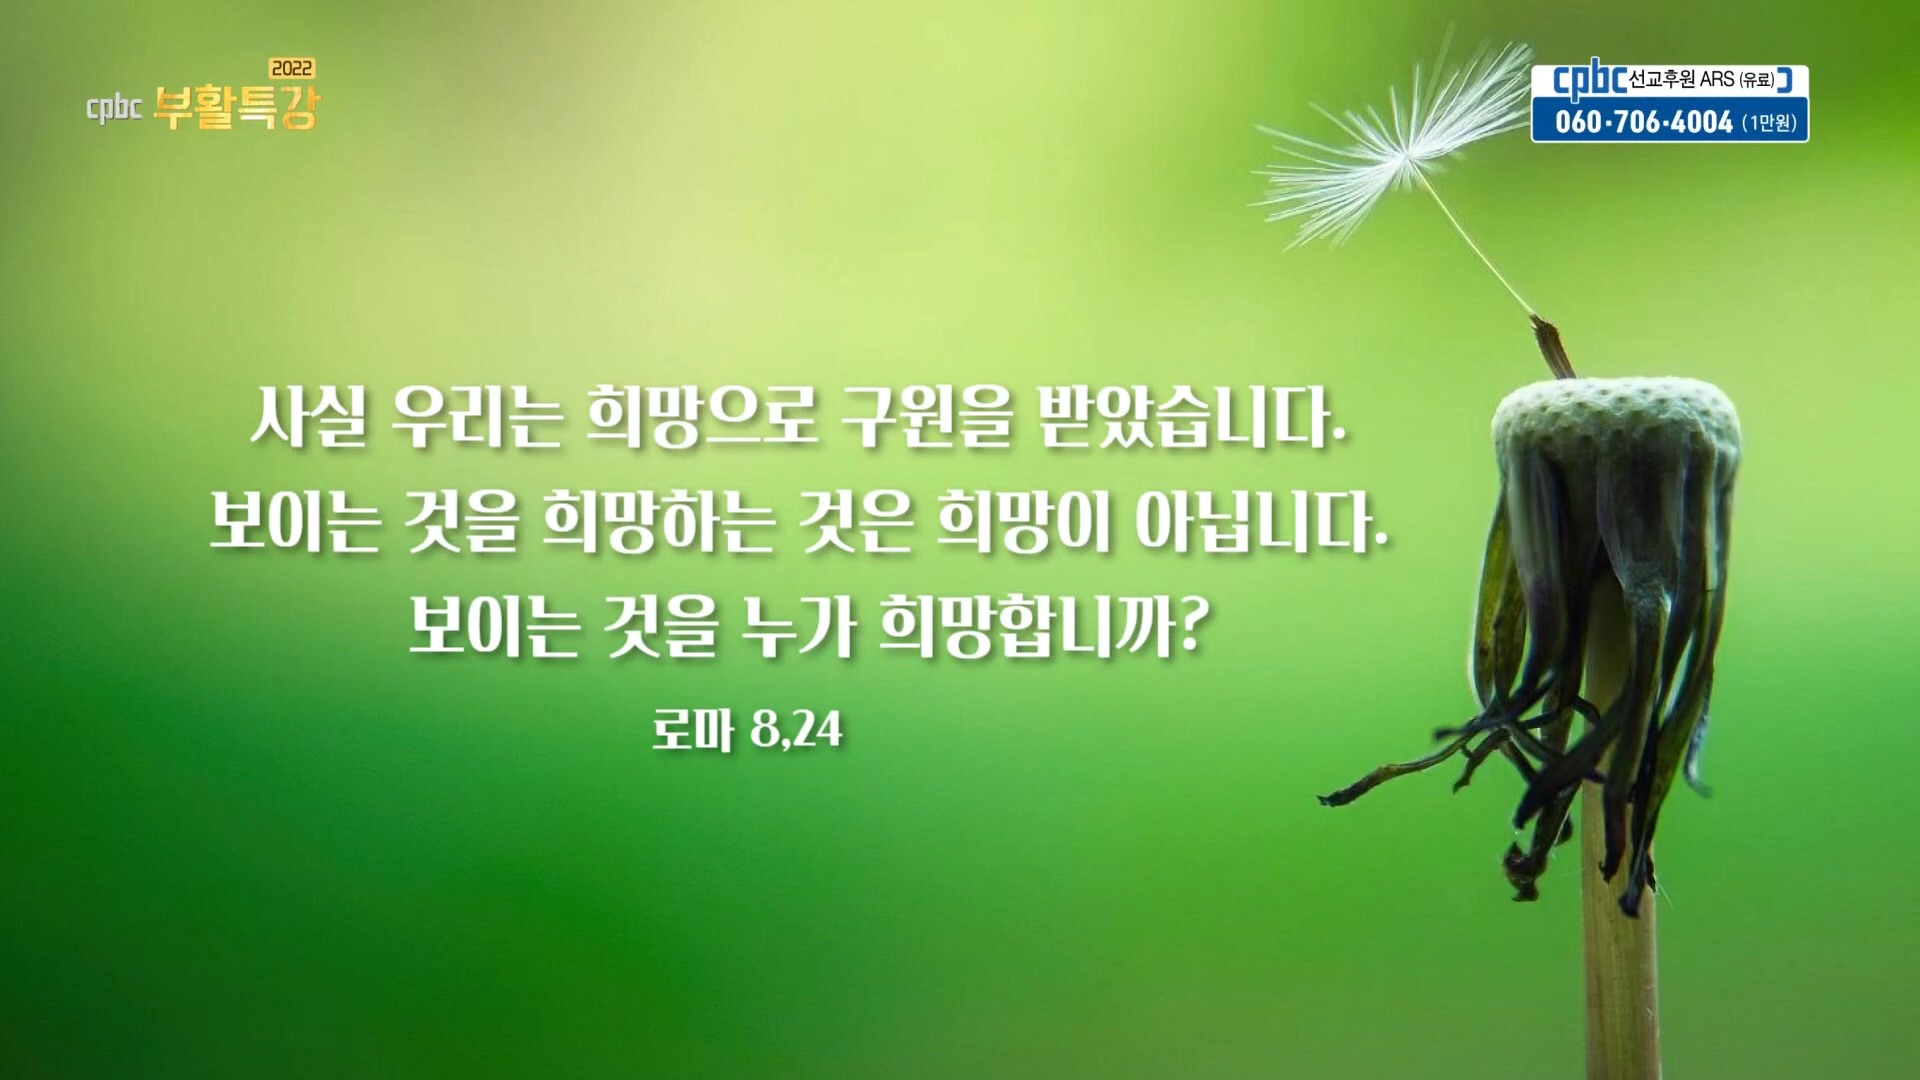 2022
cpbc 부활특강
cpbc 선교후원 ARS (유료)
060·706·4004 (1만원)
사실 우리는 희망으로 구원을 받았습니다.
보이는 것을 희망하는 것은 희망이 아닙니다.
보이는 것을 누가 희망합니까?
로마 8,24